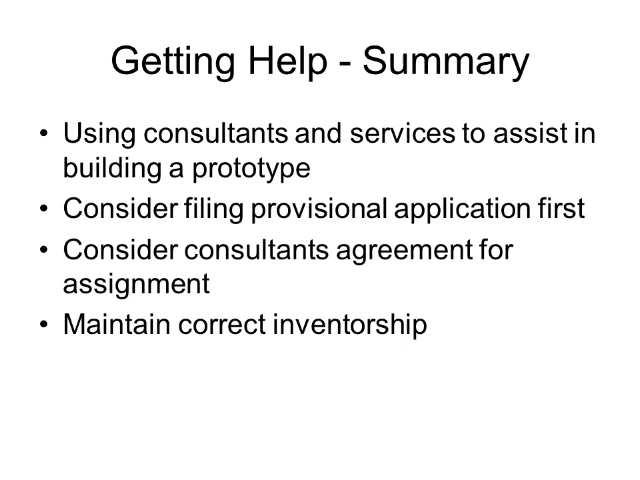 Getting Help - Summary
• Using consultants and services to assist in
building a prototype
• Consider filing provisional application first
• Consider consultants agreement for
assignment
• Maintain correct inventorship